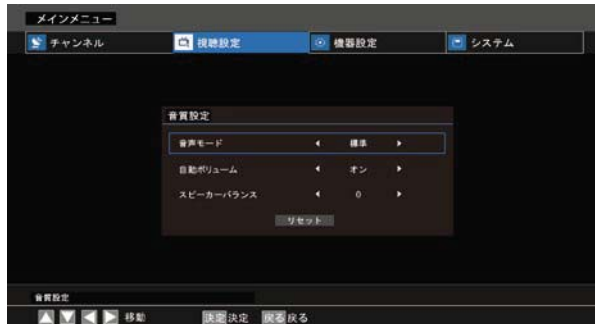 メインメニュー
チャンネル 視聴設定 機器設定 システム
音質設定
音声モード 標準
自動ボリューム オン
スピーカーバランス 0
リセット
音質設定
移動 決定 決定 戻る 戻る